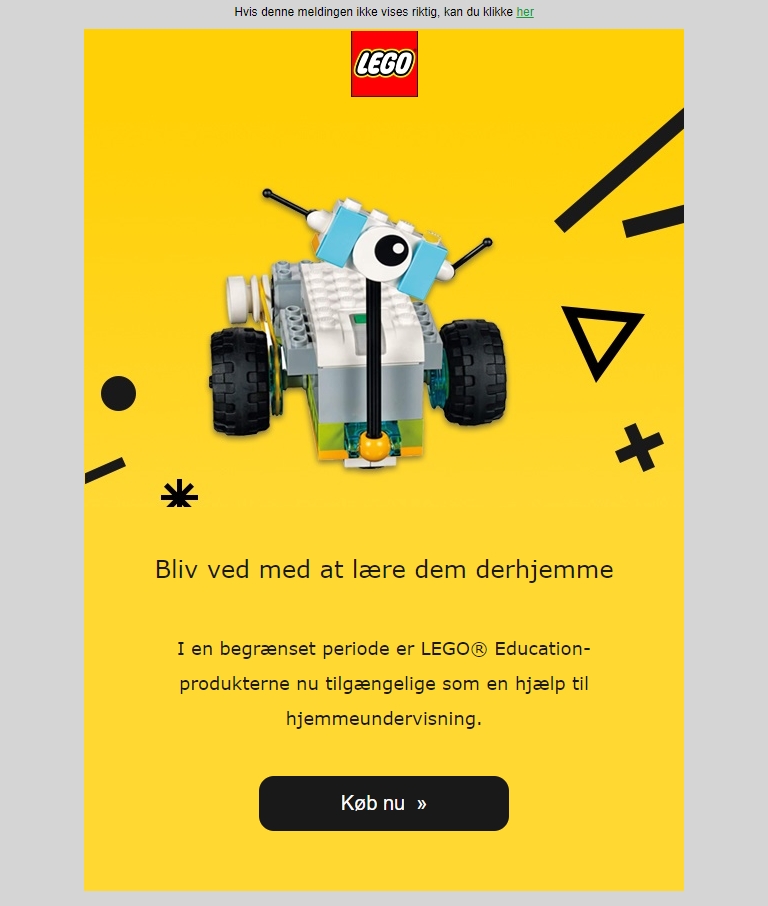 Hvis denne meldingen ikke vises riktig, kan du klikke her
LEGO
Bliv ved med at lære dem derhjemme
I en begrænset periode er LEGO® Education-
produkterne nu tilgængelige som en hjælp til
hjemmeundervisning.
Køb nu »